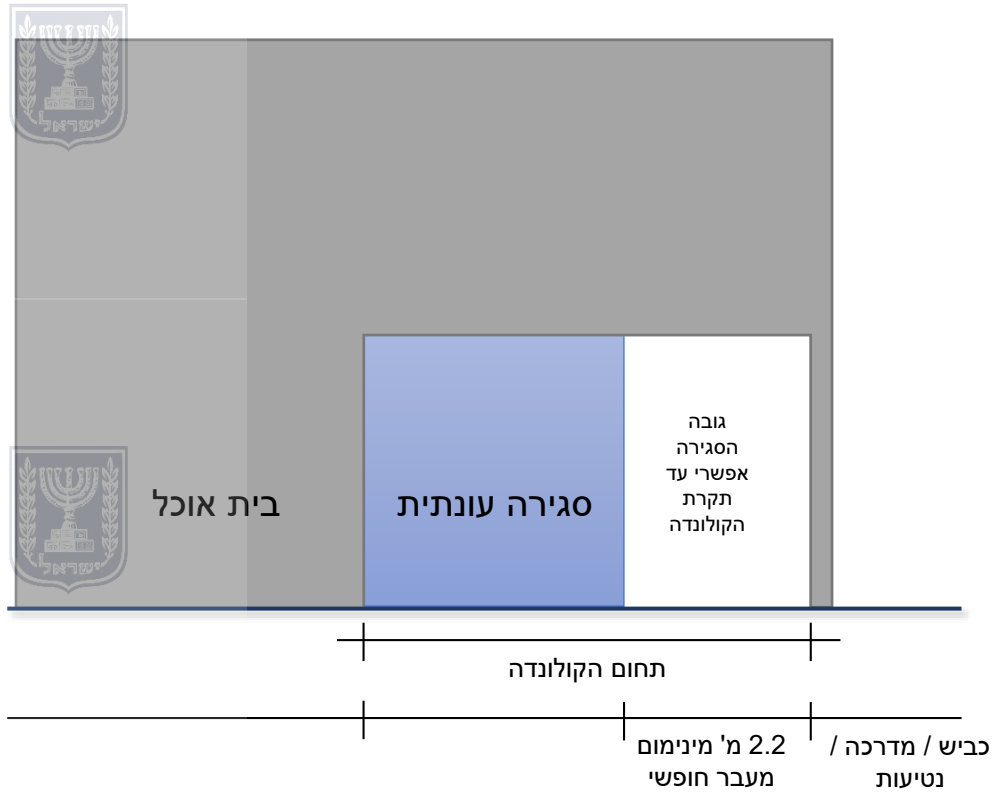 ישראל
גובה
הסגירה
אפשרי עד
תקרת
הקולונדה
סגירה עונתית
בית אוכל
ישראל
תחום הקולונדה
כביש / מדרכה /
נטיעות
2.2 מ' מינימום
מעבר חופשי